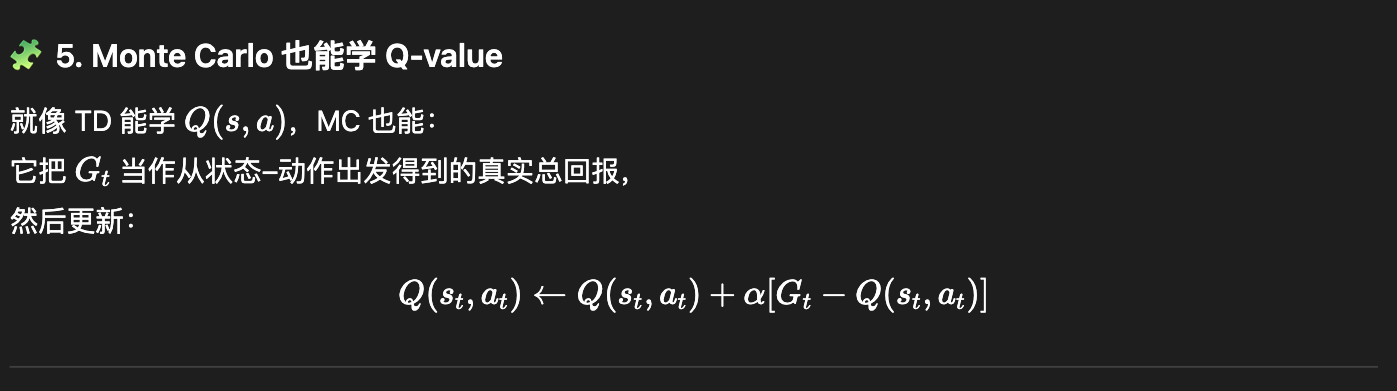 🧩 5. Monte Carlo 也能学 Q-value
就像 TD 能学 Q(s, a)，MC 也能：
它把 G_t 当作从状态–动作出发得到的真实总回报，
然后更新：
Q(s_t, a_t) ← Q(s_t, a_t) + α[G_t − Q(s_t, a_t)]